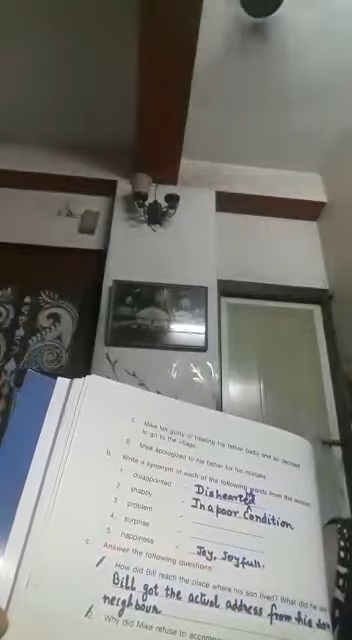 5. Mike felt guilty of treating his father badly and so decided
to go to the village.
6. Mike apologized to his father for his mistake.
b. Write a synonym of each of the following words from the lesson.
1. disappointed - Dishearted
2. shappy - In a poor Condition
3. problem -
4. surprise -
5. happiness - Joy, Joyfull.
c. Answer the following questions:
1. How did Bill reach the place where his son lived? What did he
Bill got the actual address from his son
neighbour
2. Why did Mike refuse to